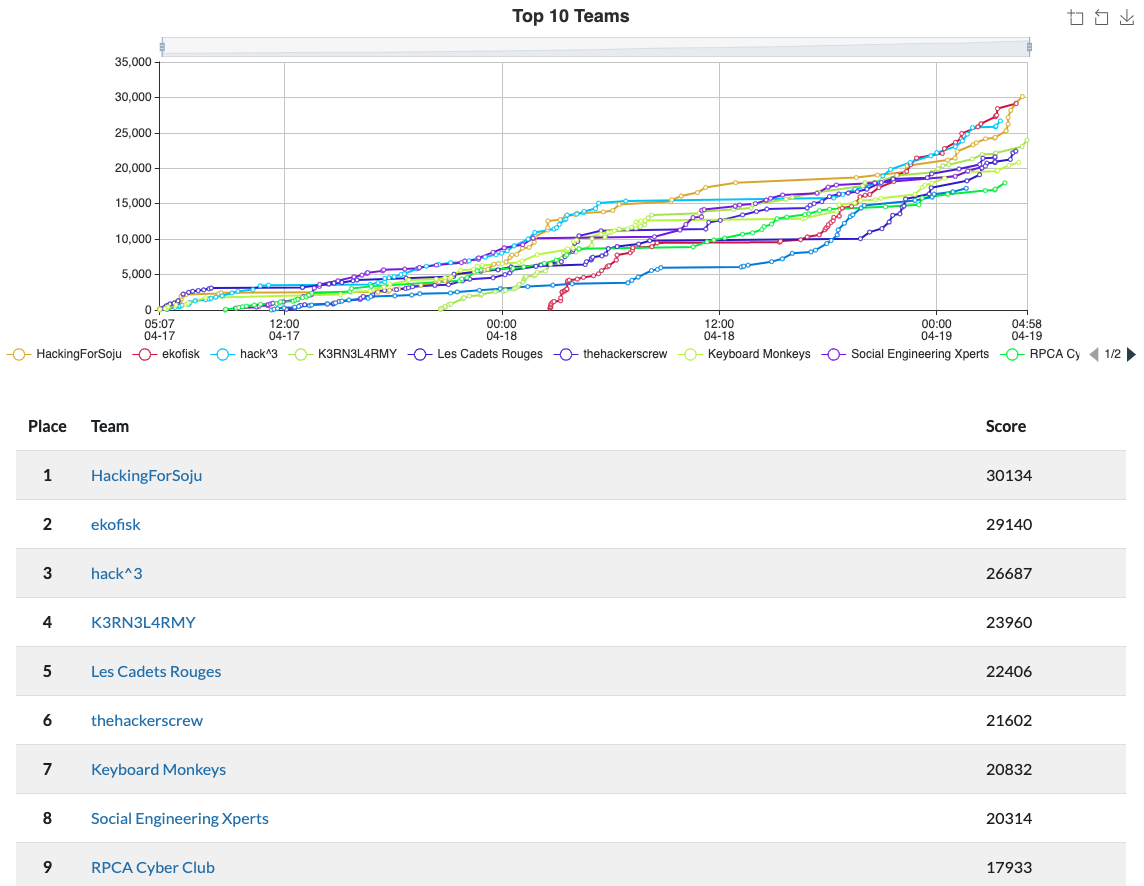 Top 10 Teams
35,000
30,000
25,000
20,000
15,000
10,000
5,000
0
05:07 12:00 00:00 12:00 00:00 04:58
04-17 04-17 04-18 04-18 04-19 04-19
HackingForSoju ekofisk hack^3 K3RN3L4RMY Les Cadets Rouges thehackerscrew Keyboard Monkeys Social Engineering Xperts RPCA Cy 1/2
Place Team Score
1 HackingForSoju 30134
2 ekofisk 29140
3 hack^3 26687
4 K3RN3L4RMY 23960
5 Les Cadets Rouges 22406
6 thehackerscrew 21602
7 Keyboard Monkeys 20832
8 Social Engineering Xperts 20314
9 RPCA Cyber Club 17933